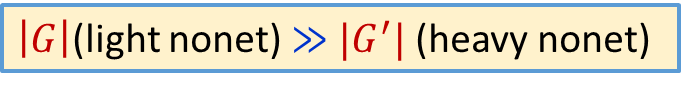 |G|(light nonet) ≫ |G′| (heavy nonet)